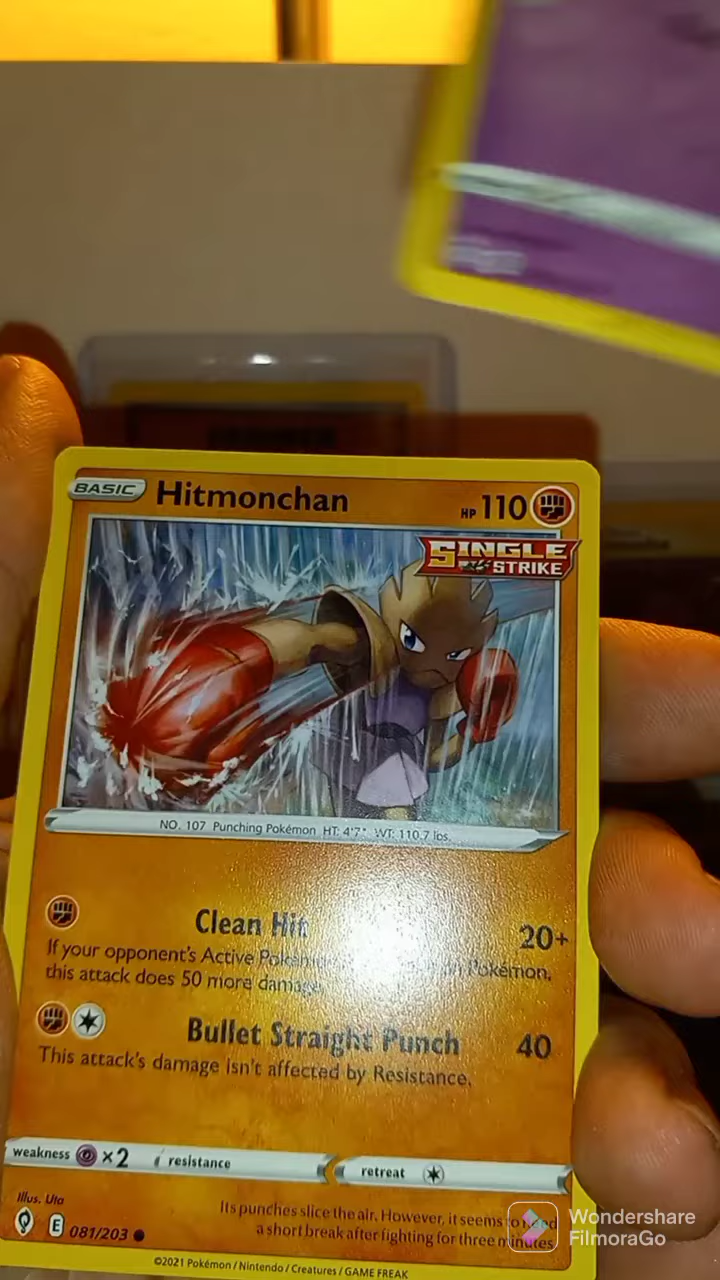 BASIC Hitmonchan HP 110
SINGLE
STRIKE
NO. 107 Punching Pokémon HT: 4'7" WT: 110.7 lbs.
Clean Hit 20+
If your opponent's Active Pokémon Pokémon,
this attack does 50 more damage.
Bullet Straight Punch 40
This attack's damage isn't affected by Resistance.
weakness ×2 resistance retreat
Illus. Uta
Its punches slice the air. However, it seems to need
a short break after fighting for three minutes.
E 081/203
©2021 Pokémon / Nintendo / Creatures / GAME FREAK
Wondershare
FilmoraGo